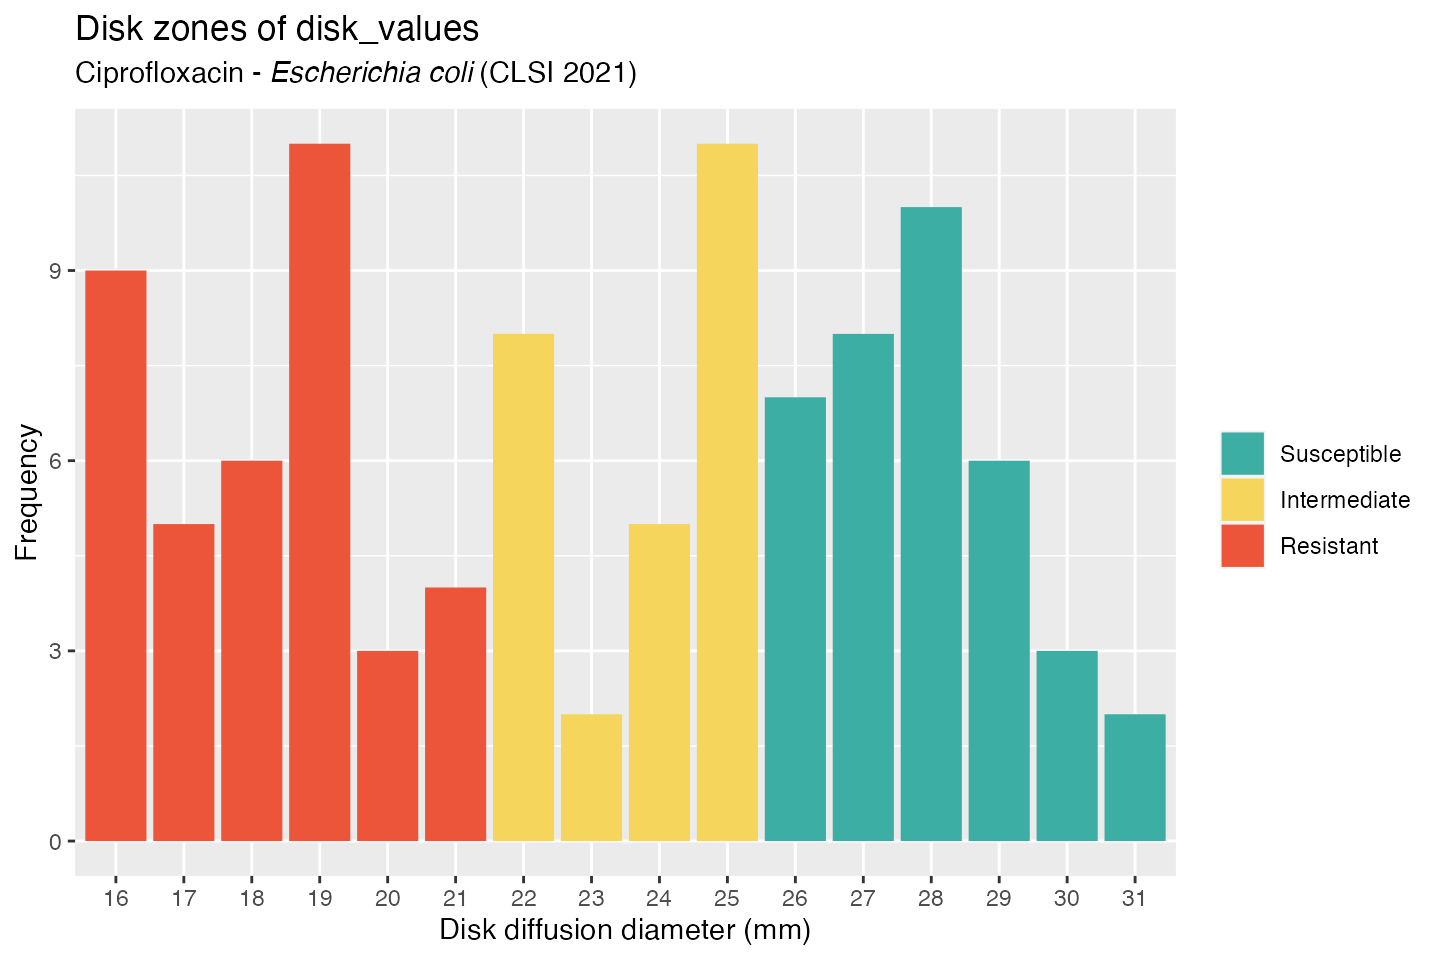 Disk zones of disk_values
Ciprofloxacin - Escherichia coli (CLSI 2021)
Frequency
9
6
3
0
16 17 18 19 20 21 22 23 24 25 26 27 28 29 30 31
Disk diffusion diameter (mm)
Susceptible
Intermediate
Resistant